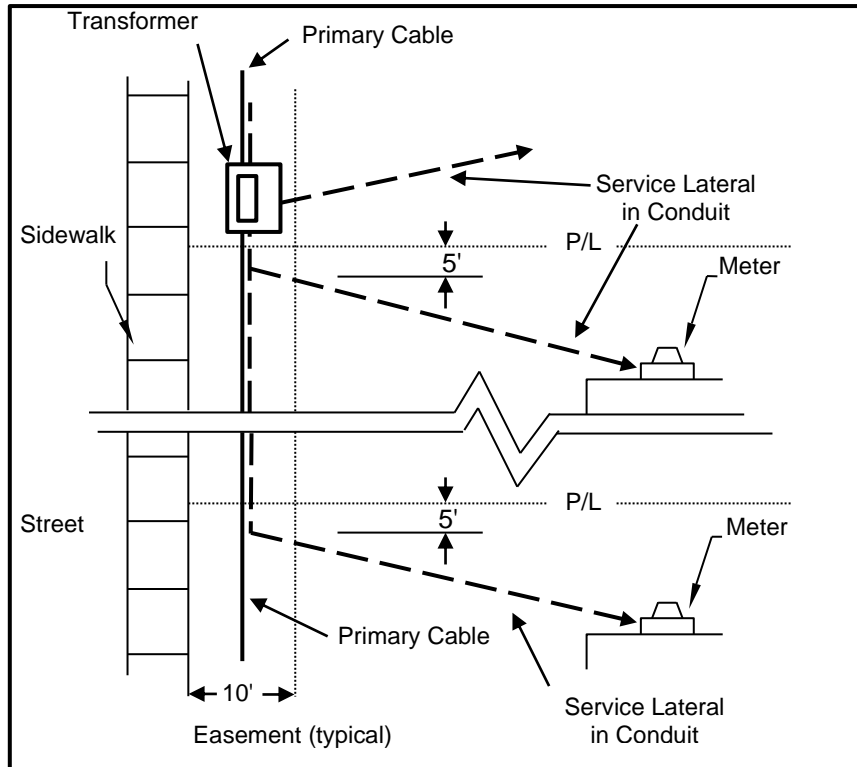 Transformer
Primary Cable
Service Lateral
in Conduit
Sidewalk
P/L
5'
Meter
P/L
5'
Street
Meter
Primary Cable
10'
Service Lateral
in Conduit
Easement (typical)